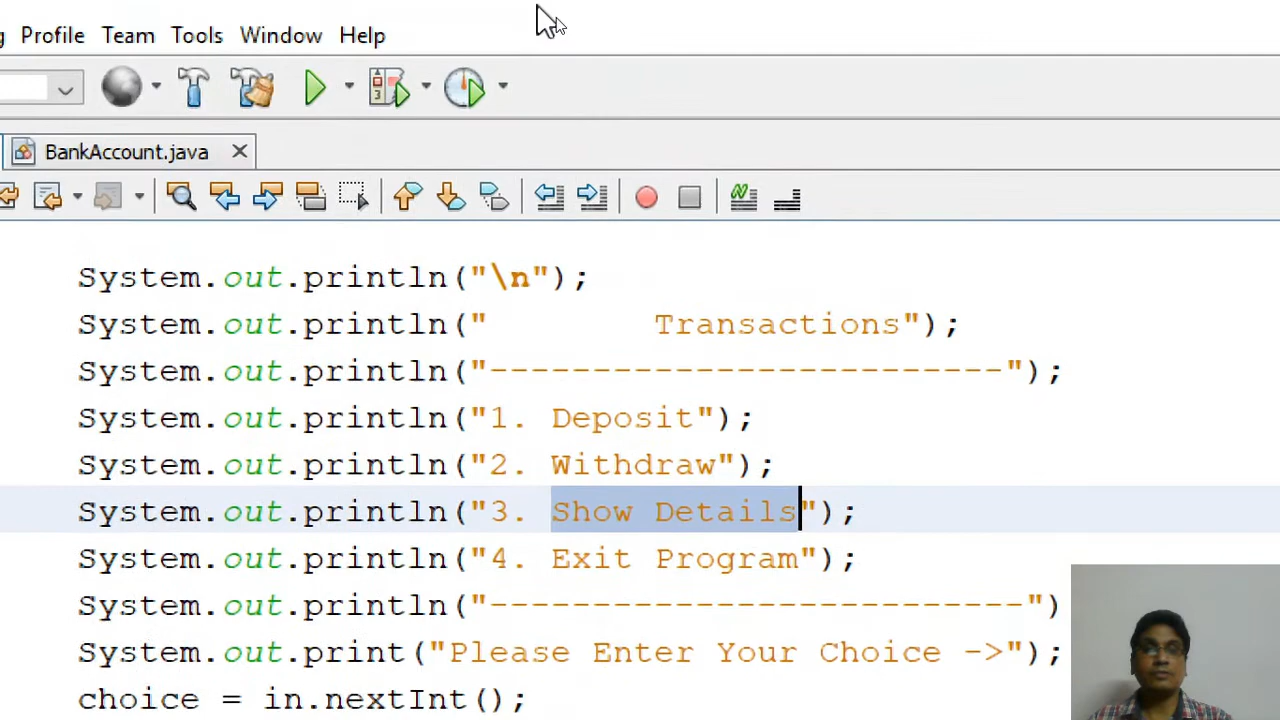 g Profile Team Tools Window Help
BankAccount.java
System.out.println("\n");
System.out.println("        Transactions");
System.out.println("-------------------------");
System.out.println("1. Deposit");
System.out.println("2. Withdraw");
System.out.println("3. Show Details");
System.out.println("4. Exit Program");
System.out.println("--------------------------")
System.out.print("Please Enter Your Choice ->");
choice = in.nextInt();